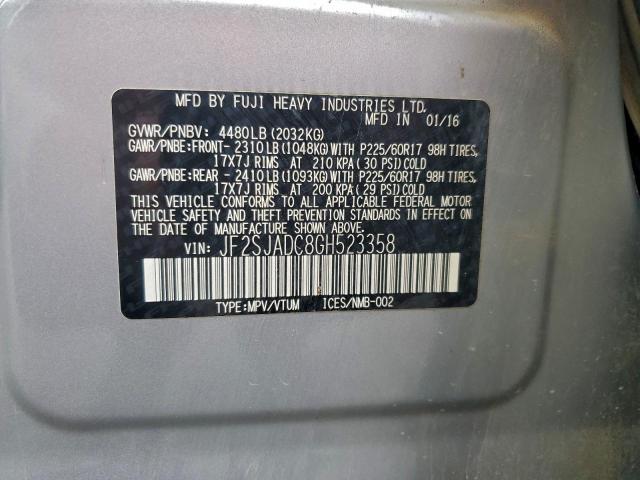 MFD BY FUJI HEAVY INDUSTRIES LTD.
MFD IN 01/16
GVWR/PNBV: 4480LB(2032KG)
GAWR/PNBE:FRONT- 2310LB(1048KG)WITH P225/60R17 98H TIRES,
17X7J RIMS AT 210 KPA(30 PSI)COLD
GAWR/PNBE:REAR - 2410LB(1093KG)WITH P225/60R17 98H TIRES,
17X7J RIMS AT 200 KPA(29 PSI)COLD
THIS VEHICLE CONFORMS TO ALL APPLICABLE FEDERAL MOTOR
VEHICLE SAFETY AND THEFT PREVENTION STANDARDS IN EFFECT ON
THE DATE OF MANUFACTURE SHOWN ABOVE.
VIN: JF2SJADC8GH523358
TYPE:MPV/VTUM ICES/NMB-002